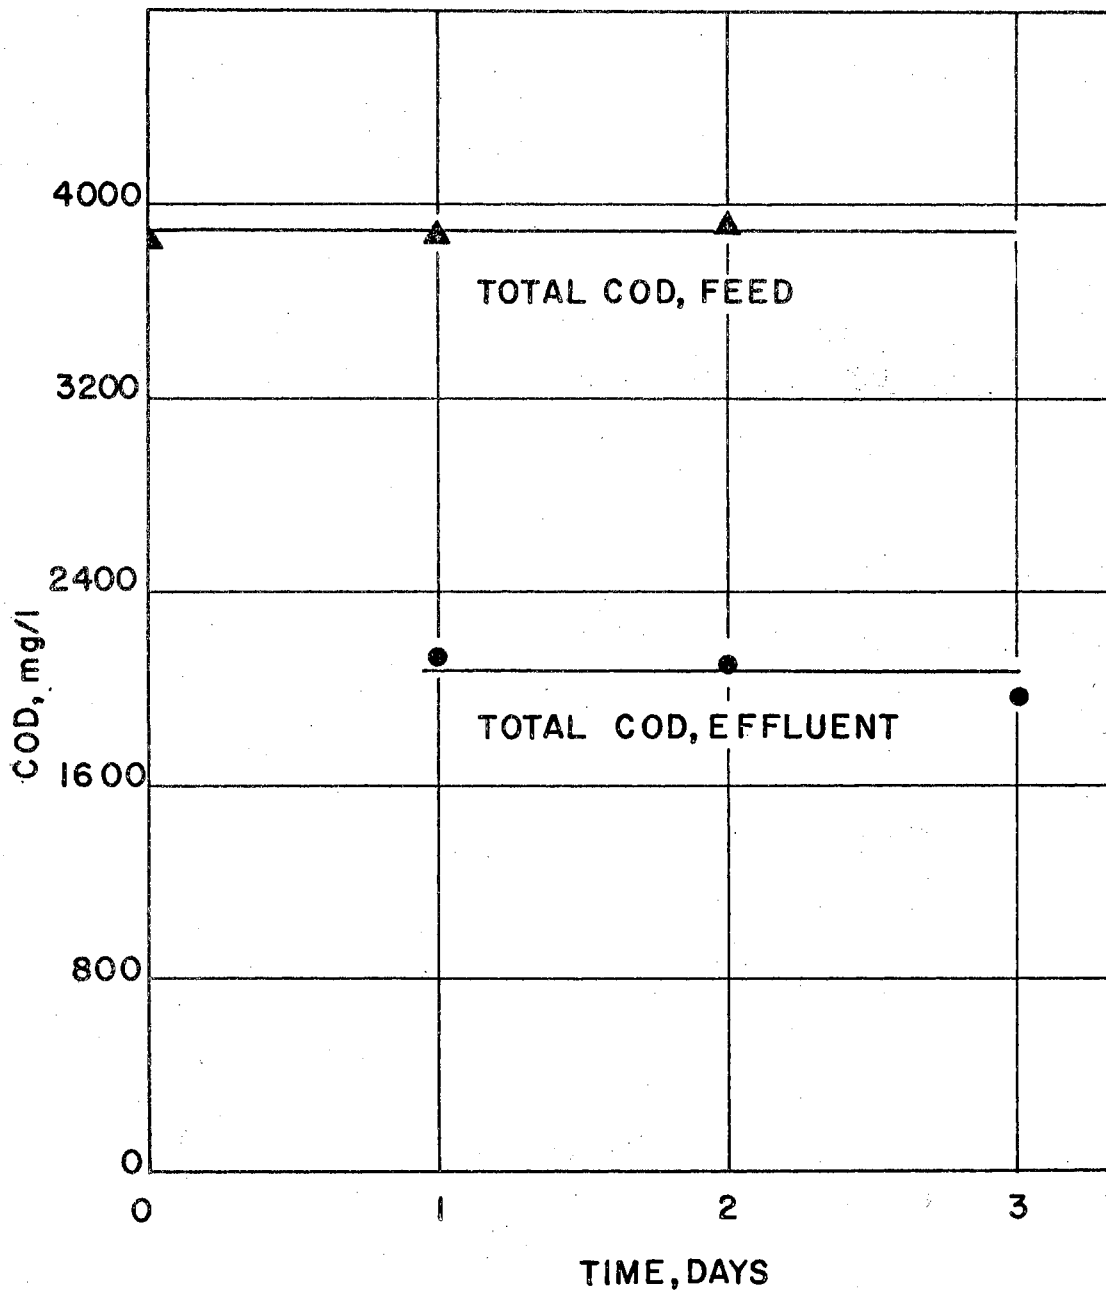 4000
TOTAL COD, FEED
3200
2400
COD, mg/l
TOTAL COD, EFFLUENT
1600
800
0
0 1 2 3
TIME, DAYS